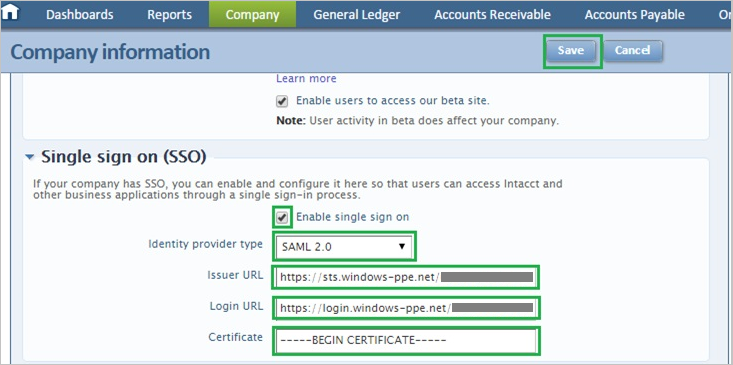 Dashboards Reports Company General Ledger Accounts Receivable Accounts Payable
Company information Save Cancel
Learn more
Enable users to access our beta site.
Note: User activity in beta does affect your company.
Single sign on (SSO)
If your company has SSO, you can enable and configure it here so that users can access Intacct and
other business applications through a single sign-in process.
Enable single sign on
Identity provider type SAML 2.0
Issuer URL https://sts.windows-ppe.net/
Login URL https://login.windows-ppe.net/
Certificate -----BEGIN CERTIFICATE-----